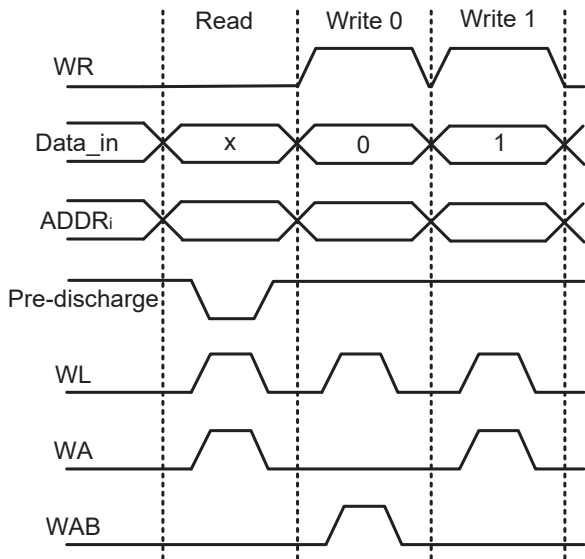 Read Write 0 Write 1
WR
Data_in x 0 1
ADDRi
Pre-discharge
WL
WA
WAB